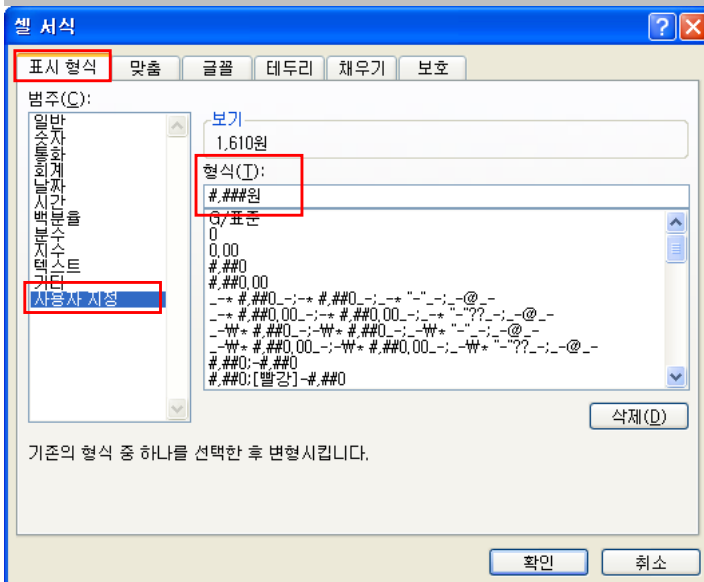 셀 서식
표시 형식 맞춤 글꼴 테두리 채우기 보호
범주(C):
일반
숫자
통화
회계
날짜
시간
백분율
분수
지수
텍스트
기타
사용자 지정
보기
1,610원
형식(T):
#,###원
G/표준
0
0.00
#,##0
#,##0.00
_-* #,##0_-;-* #,##0_-;_-* "-"_-;_-@_-
_-* #,##0.00_-;-* #,##0.00_-;_-* "-"??_-;_-@_-
_-₩* #,##0_-;-₩* #,##0_-;_-₩* "-"_-;_-@_-
_-₩* #,##0.00_-;-₩* #,##0.00_-;_-₩* "-"??_-;_-@_-
#,##0;-#,##0
#,##0;[빨강]-#,##0
삭제(D)
기존의 형식 중 하나를 선택한 후 변형시킵니다.
확인 취소